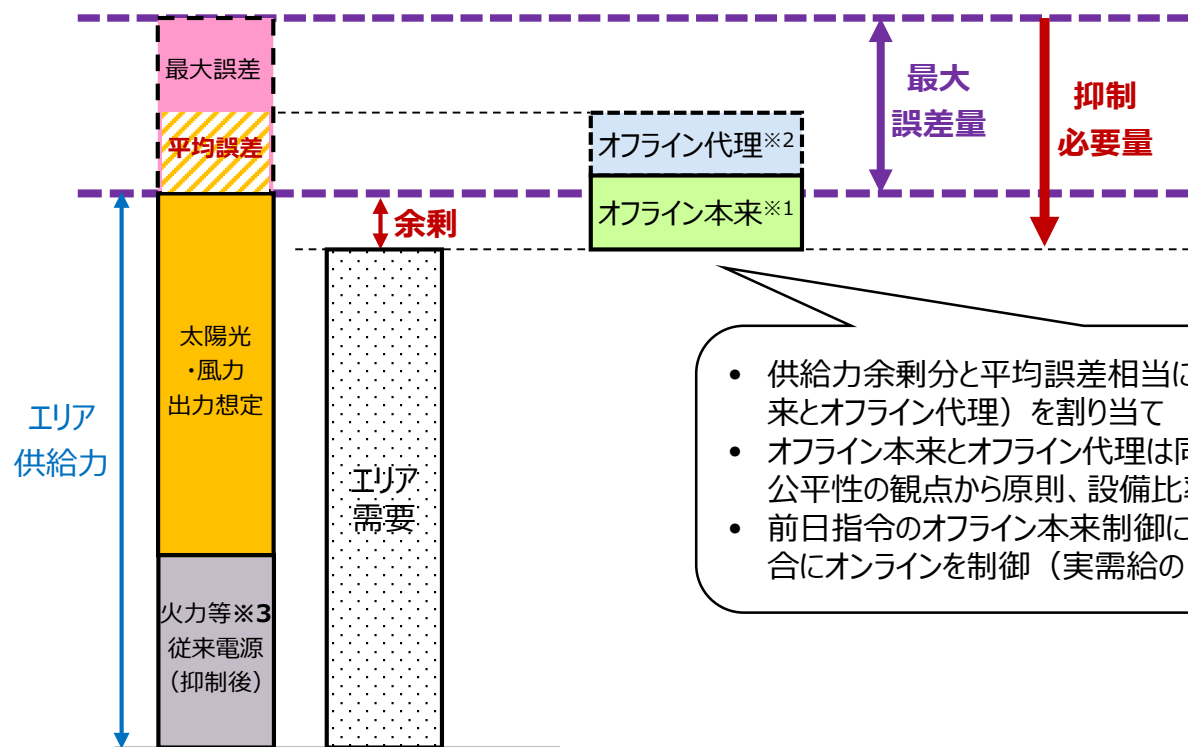 最大誤差
平均誤差
太陽光
・風力
出力想定
火力等※3
従来電源
（抑制後）
エリア
供給力
余剰
エリア
需要
オフライン代理※2
オフライン本来※1
最大
誤差量
抑制
必要量
• 供給力余剰分と平均誤差相当に
来とオフライン代理）を割り当て
• オフライン本来とオフライン代理は同
公平性の観点から原則、設備比
• 前日指令のオフライン本来制御に
合にオンラインを制御（実需給の